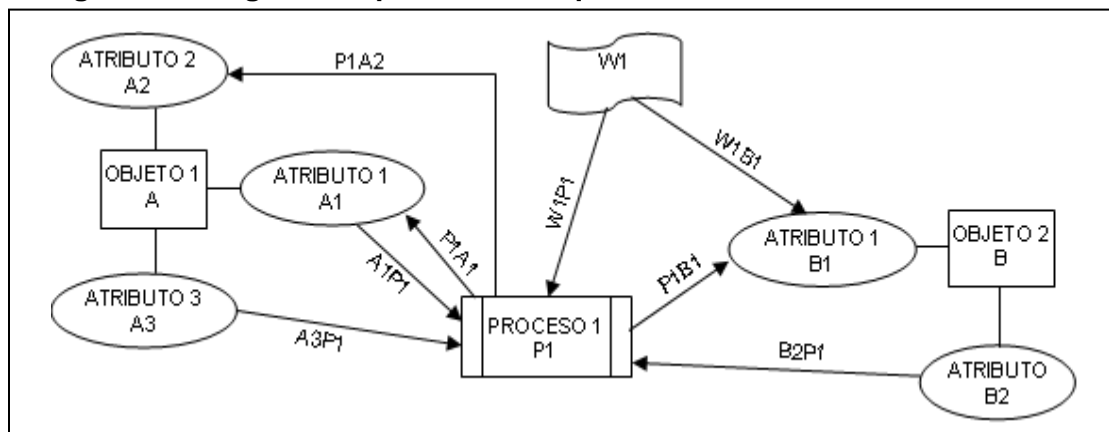 ATRIBUTO 2
A2
P1A2
W1
W1B1
W1P1
OBJETO 1
A
ATRIBUTO 1
A1
P1A1
A1P1
ATRIBUTO 1
B1
OBJETO 2
B
P1B1
ATRIBUTO 3
A3
A3P1
PROCESO 1
P1
B2P1
ATRIBUTO
B2